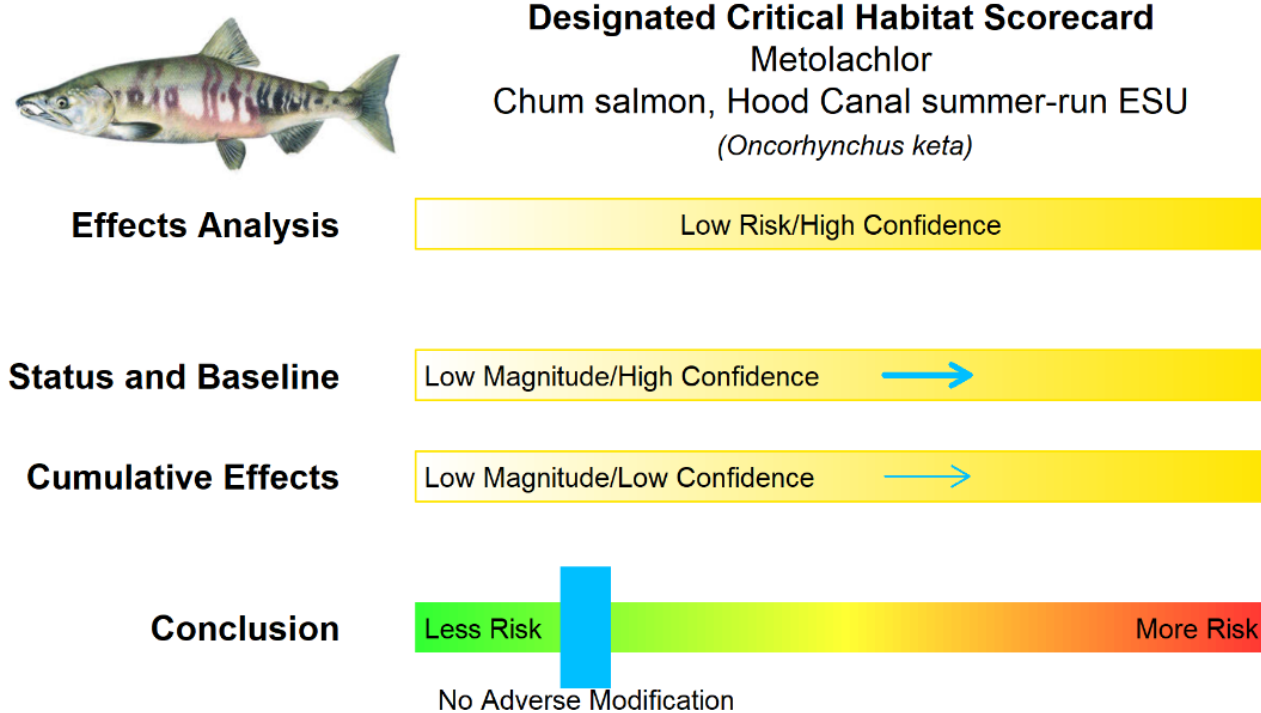 Designated Critical Habitat Scorecard
Metolachlor
Chum salmon, Hood Canal summer-run ESU
(Oncorhynchus keta)
Effects Analysis
Low Risk/High Confidence
Status and Baseline
Low Magnitude/High Confidence
Cumulative Effects
Low Magnitude/Low Confidence
Conclusion
Less Risk
More Risk
No Adverse Modification